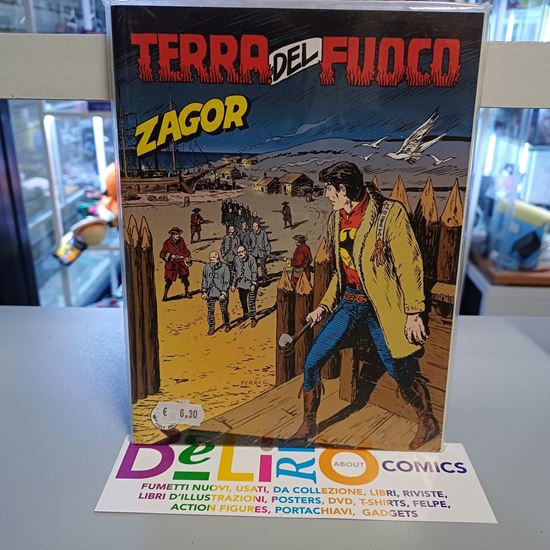 TERRA DEL FUOCO
ZAGOR
FERRI G.
€ 6,30
DeLiRiO ABOUT COMICS
FUMETTI NUOVI, USATI, DA COLLEZIONE, LIBRI, RIVISTE,
LIBRI D'ILLUSTRAZIONI, POSTERS, DVD, T-SHIRTS, FELPE,
ACTION FIGURES, PORTACHIAVI, GADGETS